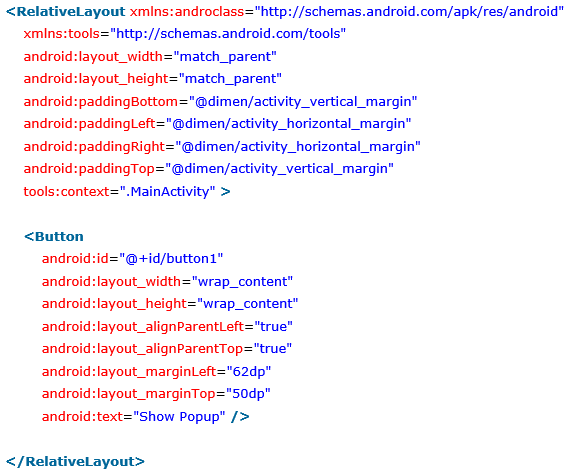 <RelativeLayout xmlns:androclass="http://schemas.android.com/apk/res/android"
xmlns:tools="http://schemas.android.com/tools"
android:layout_width="match_parent"
android:layout_height="match_parent"
android:paddingBottom="@dimen/activity_vertical_margin"
android:paddingLeft="@dimen/activity_horizontal_margin"
android:paddingRight="@dimen/activity_horizontal_margin"
android:paddingTop="@dimen/activity_vertical_margin"
tools:context=".MainActivity" >
<Button
android:id="@+id/button1"
android:layout_width="wrap_content"
android:layout_height="wrap_content"
android:layout_alignParentLeft="true"
android:layout_alignParentTop="true"
android:layout_marginLeft="62dp"
android:layout_marginTop="50dp"
android:text="Show Popup" />
</RelativeLayout>